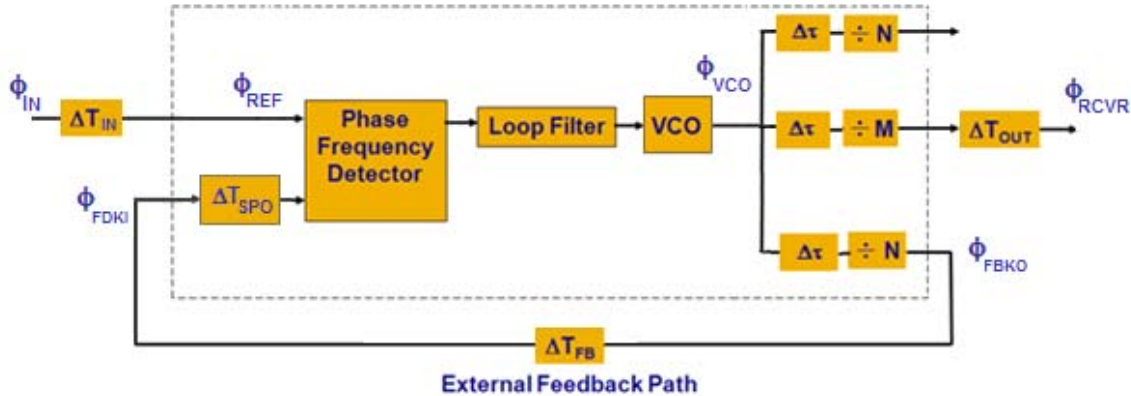 Δτ ÷ N
ϕVCO
ϕIN ΔTIN ϕREF
Phase Frequency Detector
Loop Filter
VCO
Δτ ÷ M
ΔTOUT
ϕRCVR
ϕFDKI ΔTSPO
Δτ ÷ N
ϕFBKO
ΔTFB
External Feedback Path